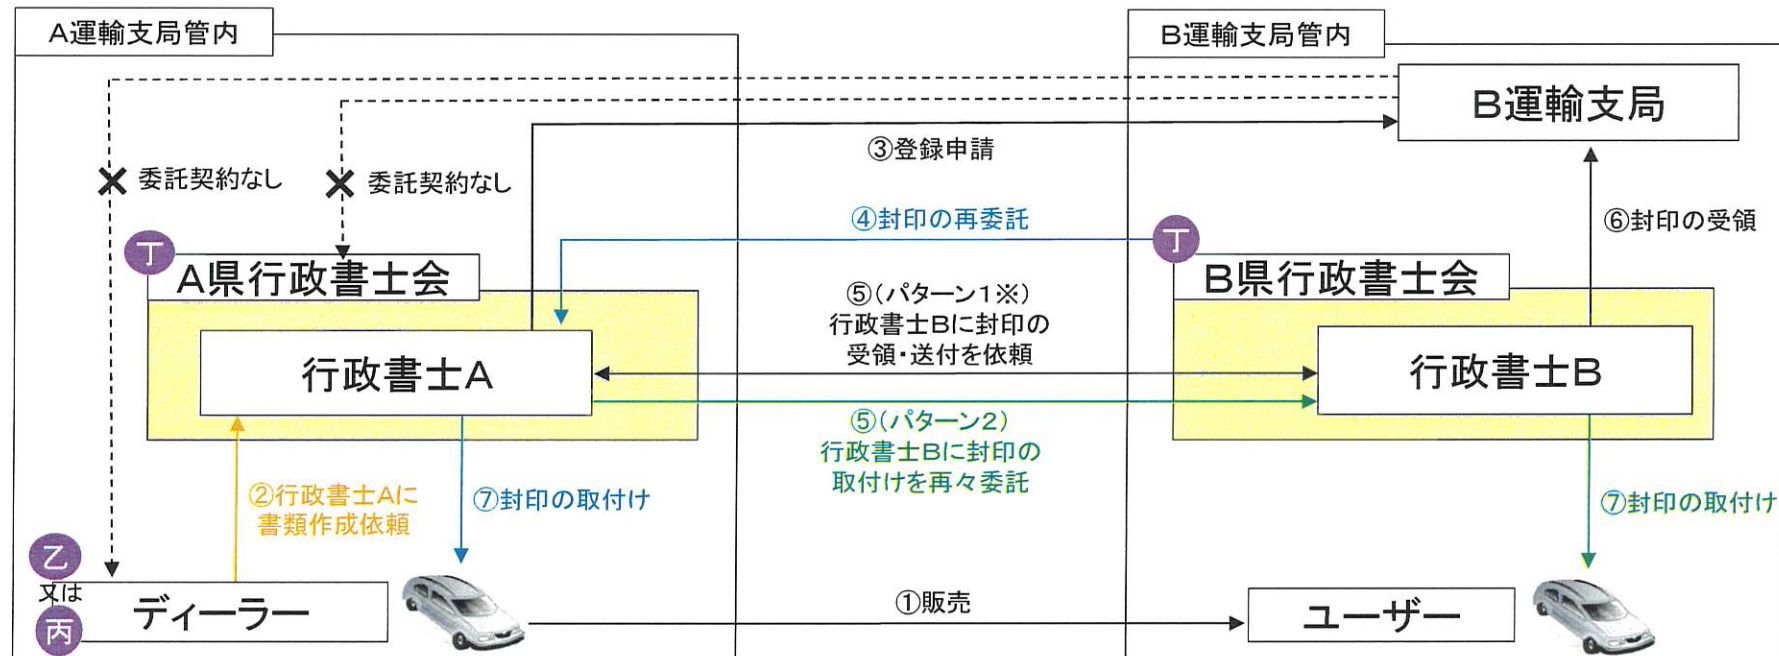 A運輸支局管内
B運輸支局管内
B運輸支局
③登録申請
委託契約なし
委託契約なし
④封印の再委託
⑥封印の受領
丁
A県行政書士会
丁
B県行政書士会
⑤(パターン1※)
行政書士Bに封印の
受領・送付を依頼
行政書士A
行政書士B
⑤(パターン2)
行政書士Bに封印の
取付けを再々委託
②行政書士Aに
書類作成依頼
⑦封印の取付け
⑦封印の取付け
乙
又は
丙
ディーラー
①販売
ユーザー